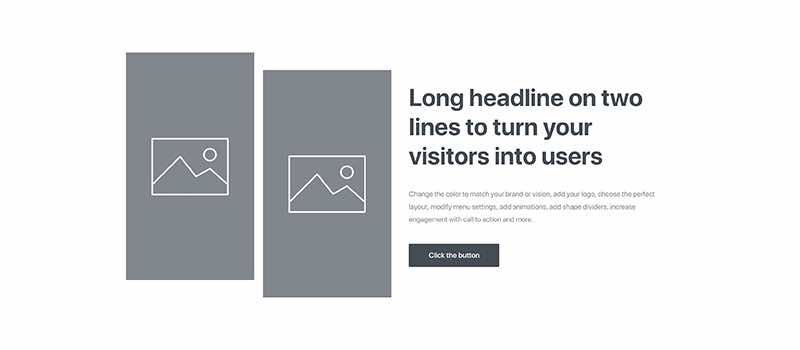 Long headline on two
lines to turn your
visitors into users
Change the color to match your brand or vision, add your logo, choose the perfect
layout, modify menu settings, add animations, add shape dividers, increase
engagement with call to action and more.
Click the button